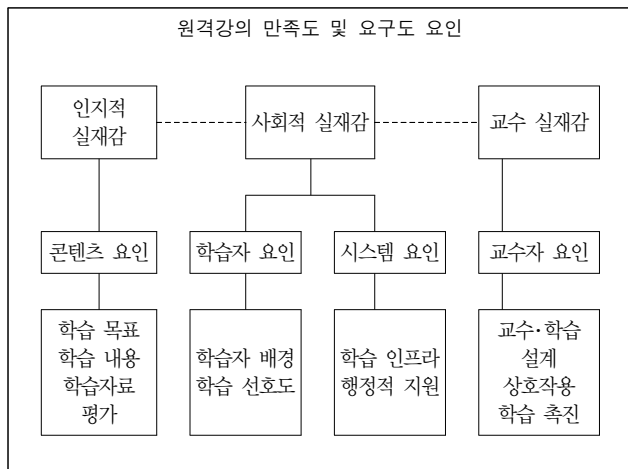 원격강의 만족도 및 요구도 요인
인지적
실재감
사회적 실재감
교수 실재감
콘텐츠 요인
학습자 요인
시스템 요인
교수자 요인
학습 목표
학습 내용
학습자료
평가
학습자 배경
학습 선호도
학습 인프라
행정적 지원
교수·학습
설계
상호작용
학습 촉진